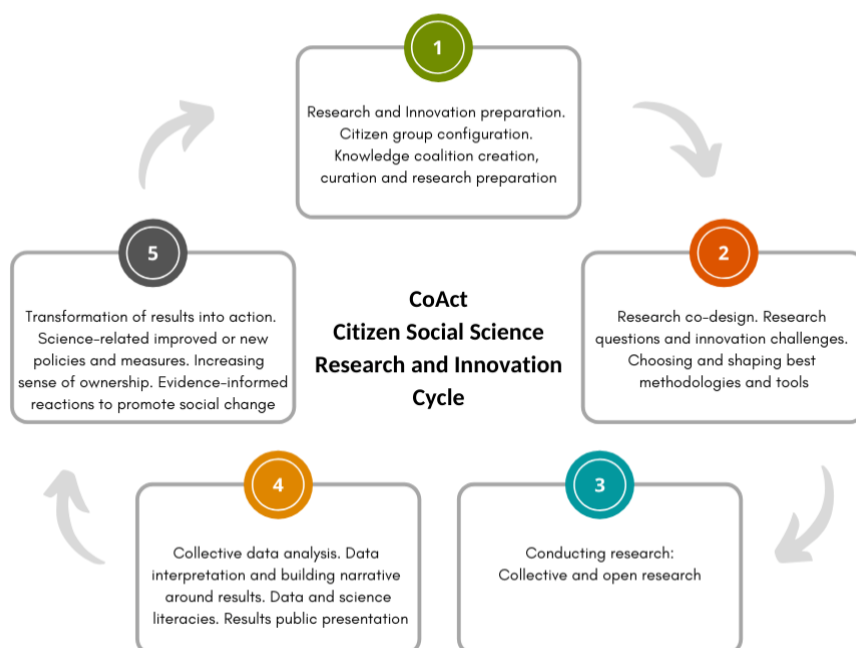 1
Research and Innovation preparation.
Citizen group configuration.
Knowledge coalition creation,
curation and research preparation
2
Research co-design. Research
questions and innovation challenges.
Choosing and shaping best
methodologies and tools
3
Conducting research:
Collective and open research
4
Collective data analysis. Data
interpretation and building narrative
around results. Data and science
literacies. Results public presentation
5
Transformation of results into action.
Science-related improved or new
policies and measures. Increasing
sense of ownership. Evidence-informed
reactions to promote social change
CoAct
Citizen Social Science
Research and Innovation
Cycle